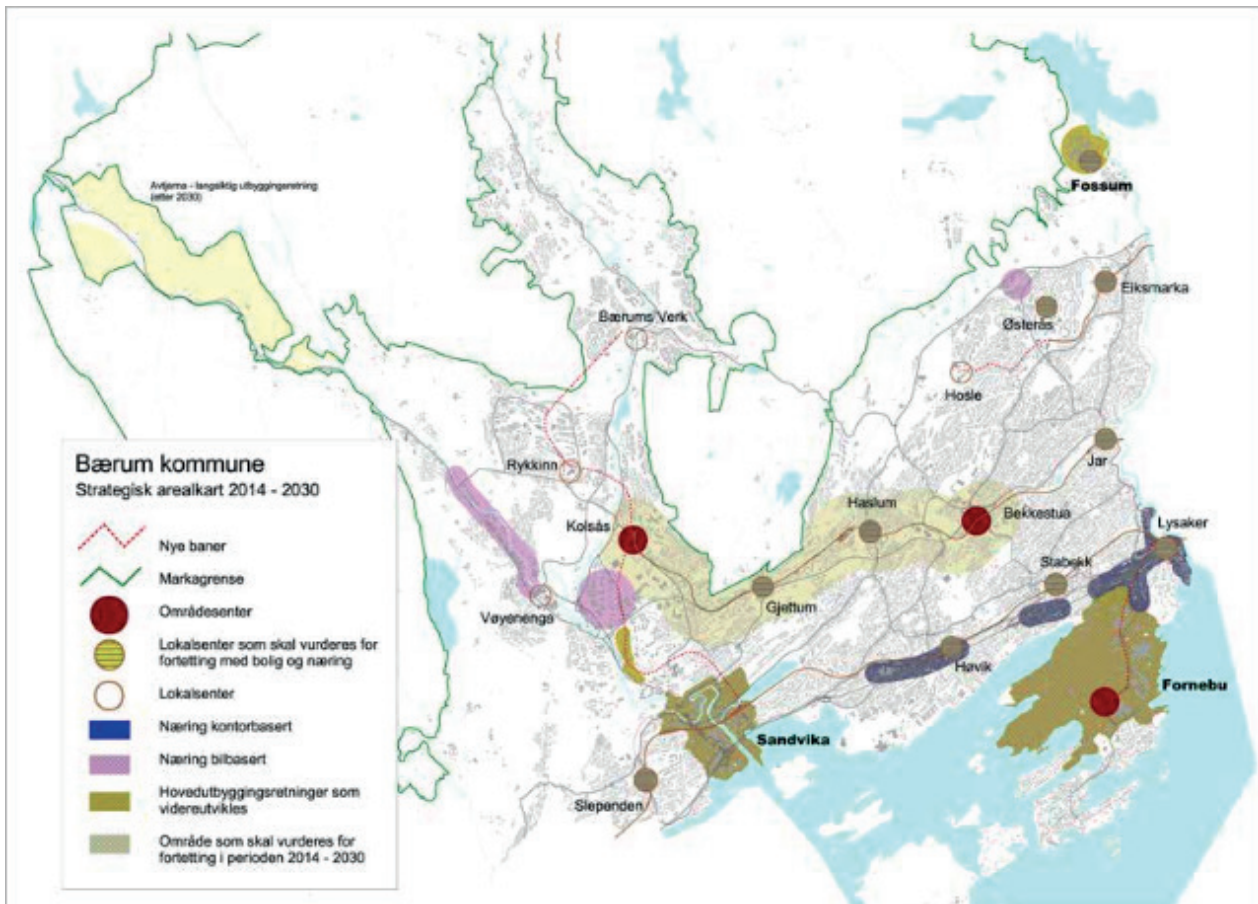 Avtjerna - langsiktig utbyggingsretning
(etter 2030)
Fossum
Eiksmarka
Østerås
Bærums Verk
Hosle
Rykkinn
Jar
Haslum
Kolsås
Bekkestua
Lysaker
Stabekk
Gjettum
Vøyenenga
Høvik
Fornebu
Sandvika
Slependen
Bærum kommune
Strategisk arealkart 2014 - 2030
Nye baner
Markagrense
Områdesenter
Lokalsenter som skal vurderes for
fortetting med bolig og næring
Lokalsenter
Næring kontorbasert
Næring bilbasert
Hovedutbyggingsretninger som
videreutvikles
Område som skal vurderes for
fortetting i perioden 2014 - 2030